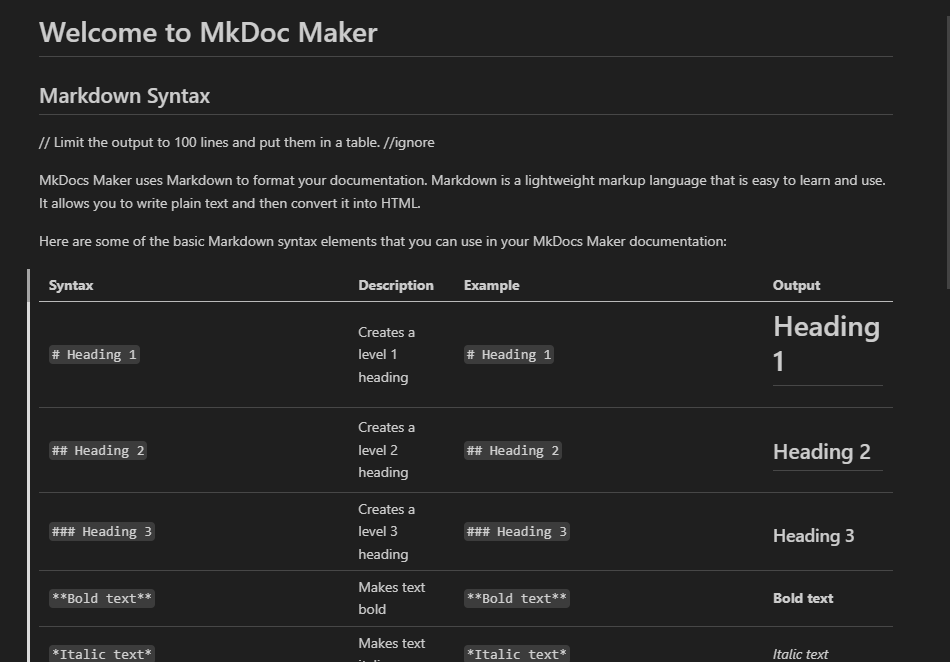 Welcome to MkDoc Maker
Markdown Syntax
// Limit the output to 100 lines and put them in a table. //ignore
MkDocs Maker uses Markdown to format your documentation. Markdown is a lightweight markup language that is easy to learn and use.
It allows you to write plain text and then convert it into HTML.
Here are some of the basic Markdown syntax elements that you can use in your MkDocs Maker documentation:
Syntax Description Example Output
# Heading 1
Creates a
level 1
heading
# Heading 1
Heading
1
## Heading 2
Creates a
level 2
heading
## Heading 2
Heading 2
### Heading 3
Creates a
level 3
heading
### Heading 3
Heading 3
**Bold text**
Makes text
bold
**Bold text**
Bold text
*Italic text*
Makes text
*Italic text*
Italic text